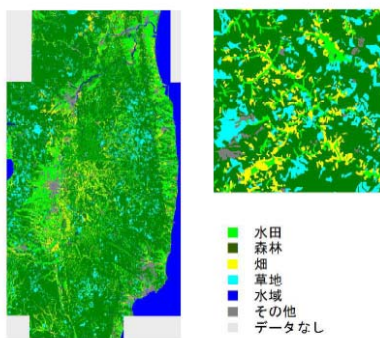 水田
森林
畑
草地
水域
その他
データなし